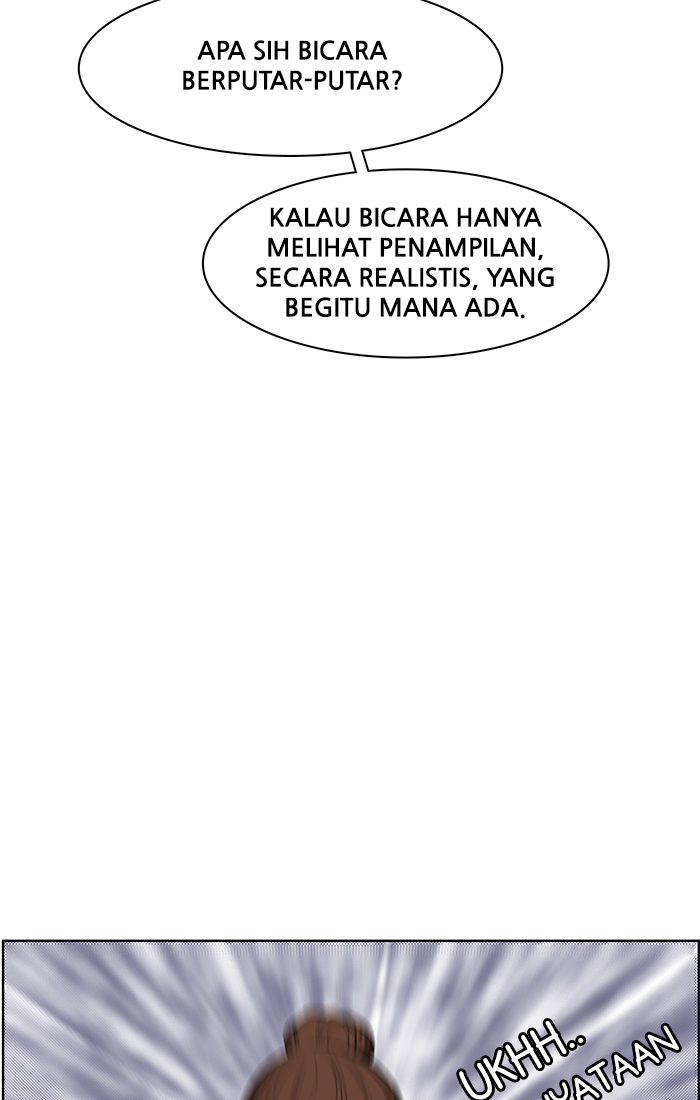 APA SIH BICARA
BERPUTAR-PUTAR?
KALAU BICARA HANYA
MELIHAT PENAMPILAN,
SECARA REALISTIS, YANG
BEGITU MANA ADA.
UKHH..